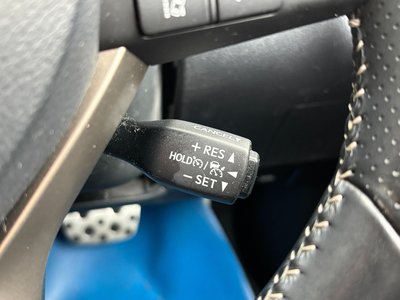 CANCEL
+RES
HOLD /
-SET